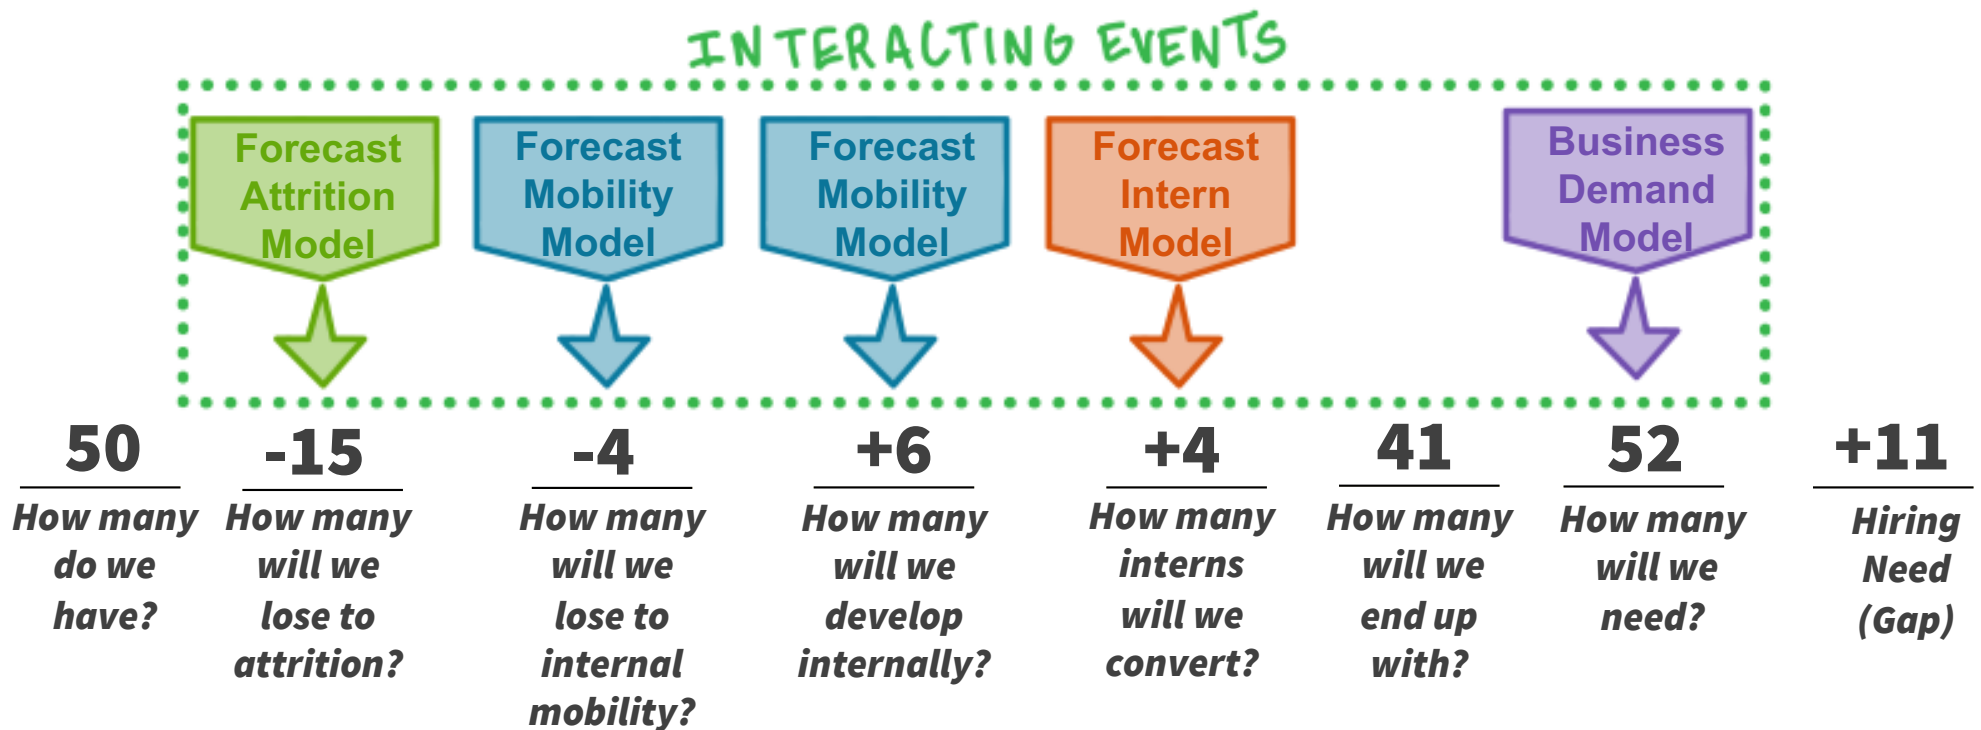 INTERACTING EVENTS
Forecast
Attrition
Model
Forecast
Mobility
Model
Forecast
Mobility
Model
Forecast
Intern
Model
Business
Demand
Model
50
How many
do we
have?
-15
How many
will we
lose to
attrition?
-4
How many
will we
lose to
internal
mobility?
+6
How many
will we
develop
internally?
+4
How many
interns
will we
convert?
41
How many
will we
end up
with?
52
How many
will we
need?
+11
Hiring
Need
(Gap)